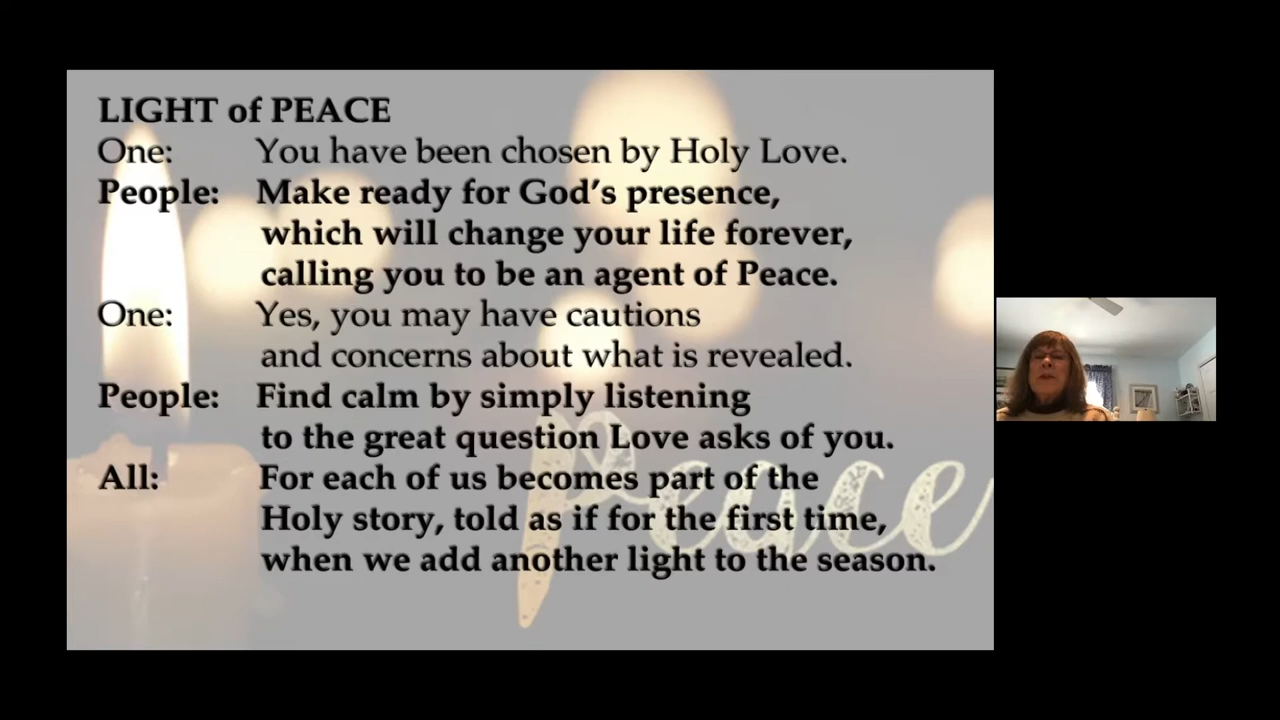 LIGHT of PEACE
One: You have been chosen by Holy Love.
People: Make ready for God’s presence,
which will change your life forever,
calling you to be an agent of Peace.
One: Yes, you may have cautions
and concerns about what is revealed.
People: Find calm by simply listening
to the great question Love asks of you.
All: For each of us becomes part of the
Holy story, told as if for the first time,
when we add another light to the season.
Peace